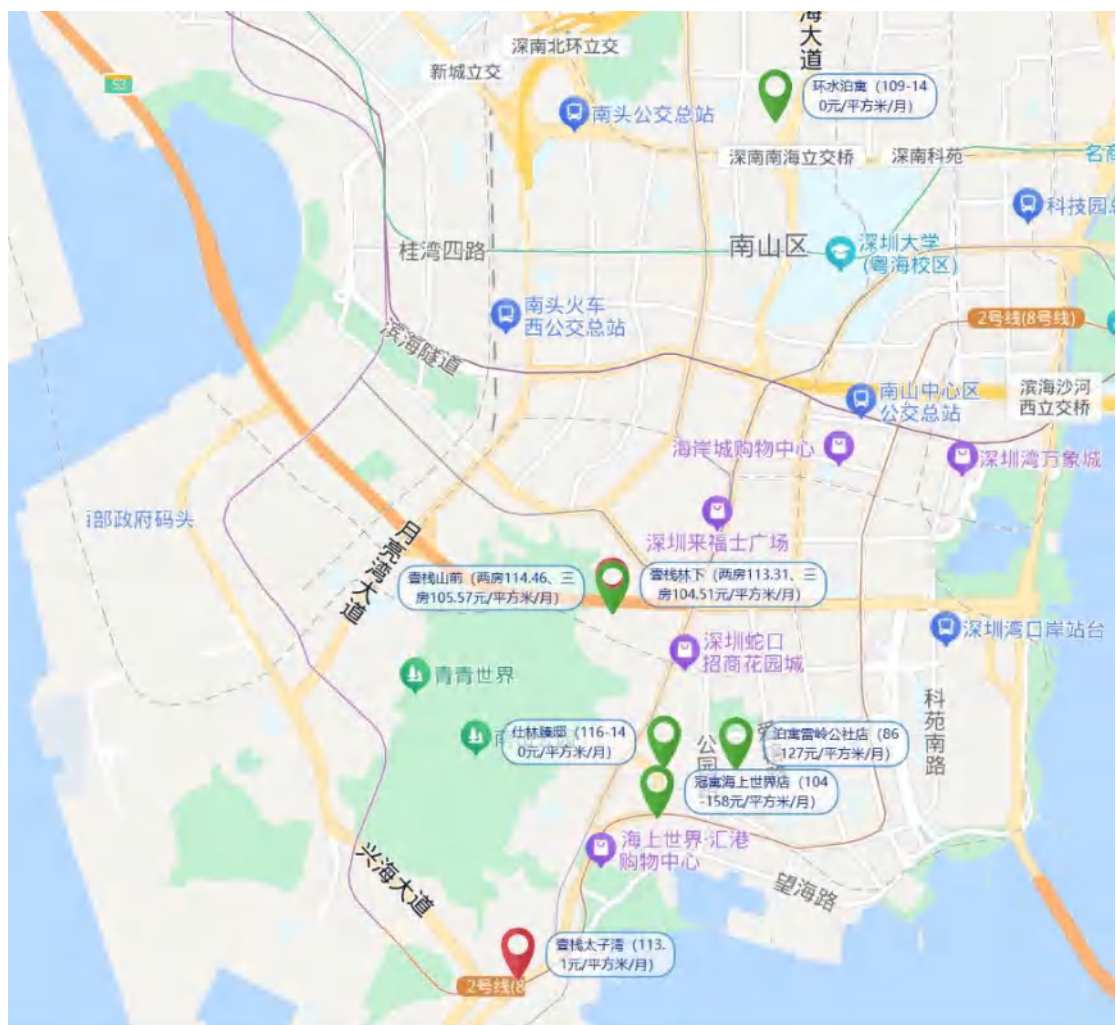 海大道
深南北环立交
新城立交
S3
环水泊寓（109-14
0元/平方米/月）
南头公交总站
深南南海立交桥
深南科苑
名商
科技园总
桂湾四路
南山区
深圳大学
(粤海校区)
南头火车
西公交总站
2号线(8号线)
滨海隧道
南山中心区
公交总站
滨海沙河
西立交桥
海岸城购物中心
深圳湾万象城
部政府码头
月亮湾大道
深圳来福士广场
壹栈山前（两房114.46、三
房105.57元/平方米/月）
壹栈林下（两房113.31、三
房104.51元/平方米/月）
深圳湾口岸站台
深圳蛇口
招商花园城
青青世界
科苑南路
仕林臻邸（116-14
0元/平方米/月）
公园
泊寓雷岭公社店（86
-127元/平方米/月）
冠寓海上世界店（104
-158元/平方米/月）
海上世界·汇港
购物中心
望海路
兴海大道
壹栈太子湾（113.
1元/平方米/月）
2号线(8